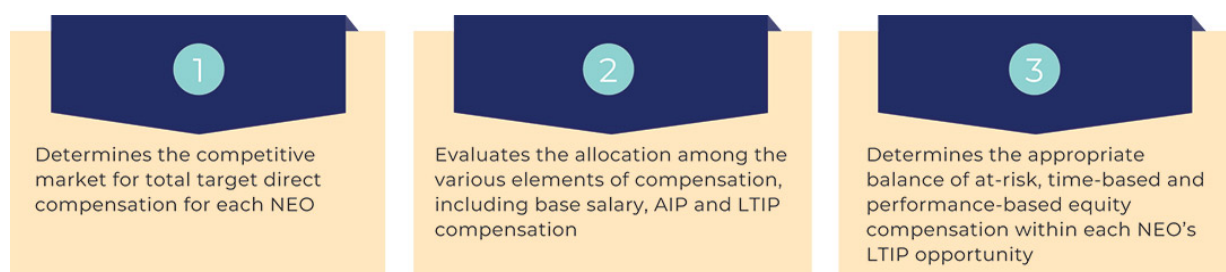 1
Determines the competitive
market for total target direct
compensation for each NEO
2
Evaluates the allocation among the
various elements of compensation,
including base salary, AIP and LTIP
compensation
3
Determines the appropriate
balance of at-risk, time-based and
performance-based equity
compensation within each NEO’s
LTIP opportunity